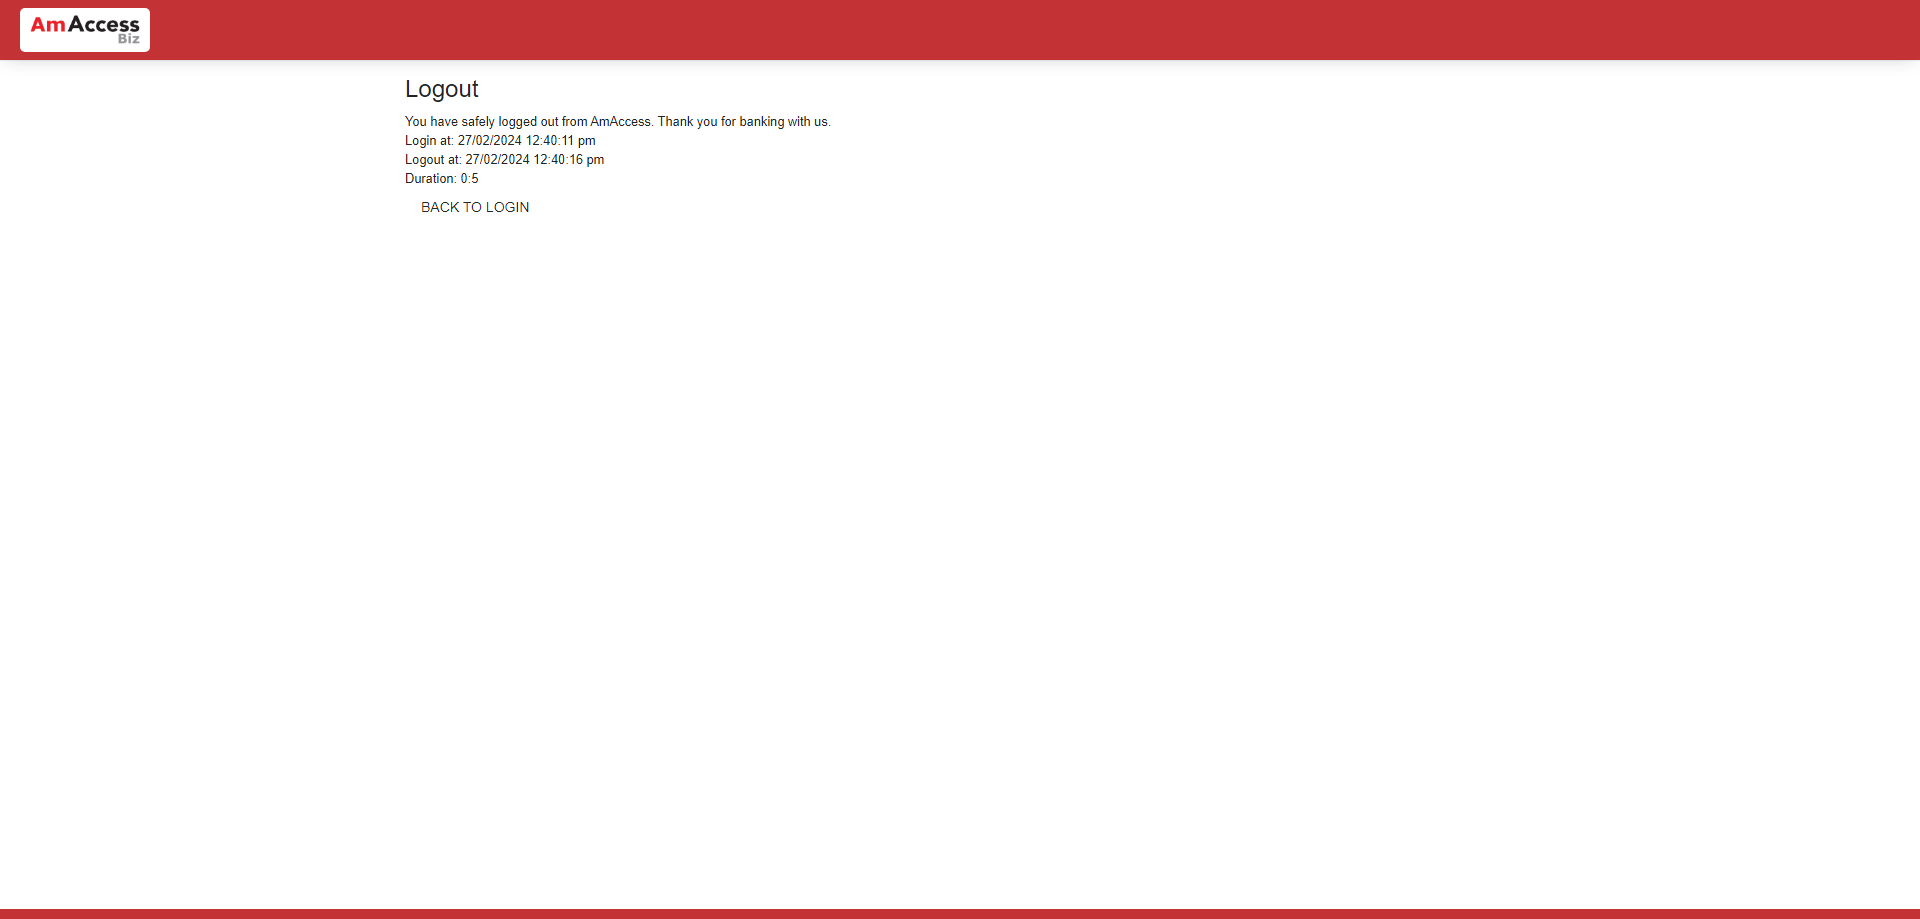 AmAccess
Biz
Logout
You have safely logged out from AmAccess. Thank you for banking with us.
Login at: 27/02/2024 12:40:11 pm
Logout at: 27/02/2024 12:40:16 pm
Duration: 0:5
BACK TO LOGIN